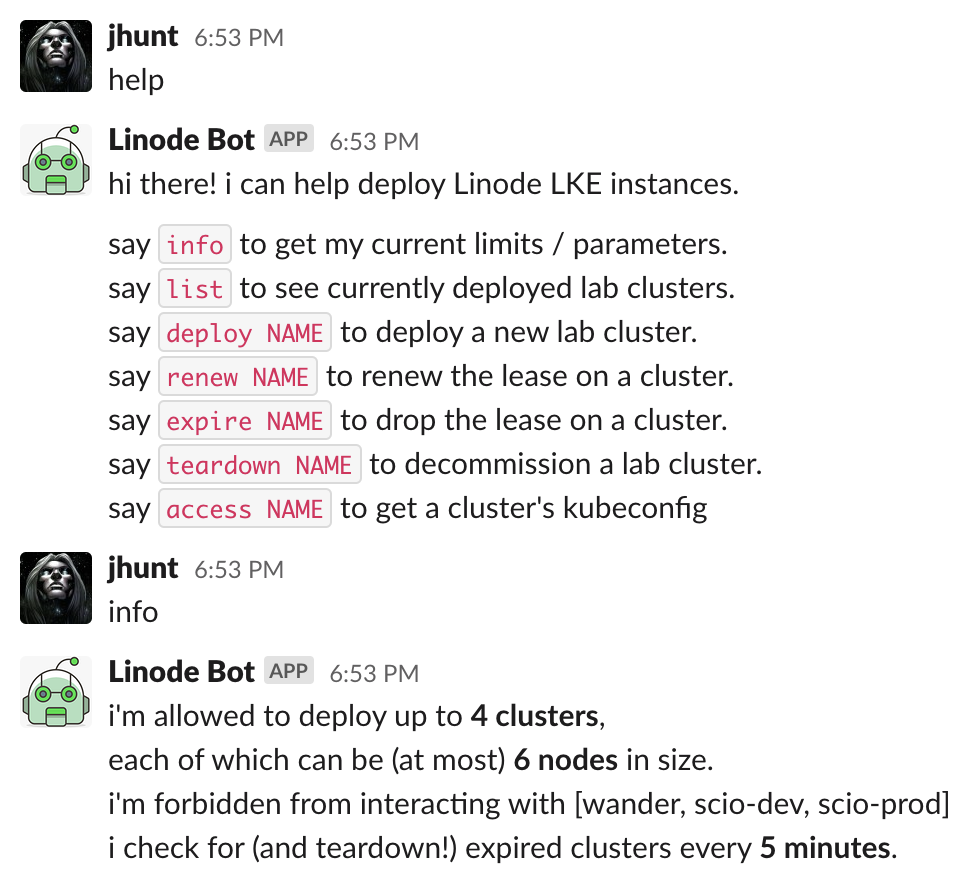 jhunt 6:53 PM
help
Linode Bot APP 6:53 PM
hi there! i can help deploy Linode LKE instances.
say info to get my current limits / parameters.
say list to see currently deployed lab clusters.
say deploy NAME to deploy a new lab cluster.
say renew NAME to renew the lease on a cluster.
say expire NAME to drop the lease on a cluster.
say teardown NAME to decommission a lab cluster.
say access NAME to get a cluster's kubeconfig
jhunt 6:53 PM
info
Linode Bot APP 6:53 PM
i'm allowed to deploy up to 4 clusters,
each of which can be (at most) 6 nodes in size.
i'm forbidden from interacting with [wander, scio-dev, scio-prod]
i check for (and teardown!) expired clusters every 5 minutes.